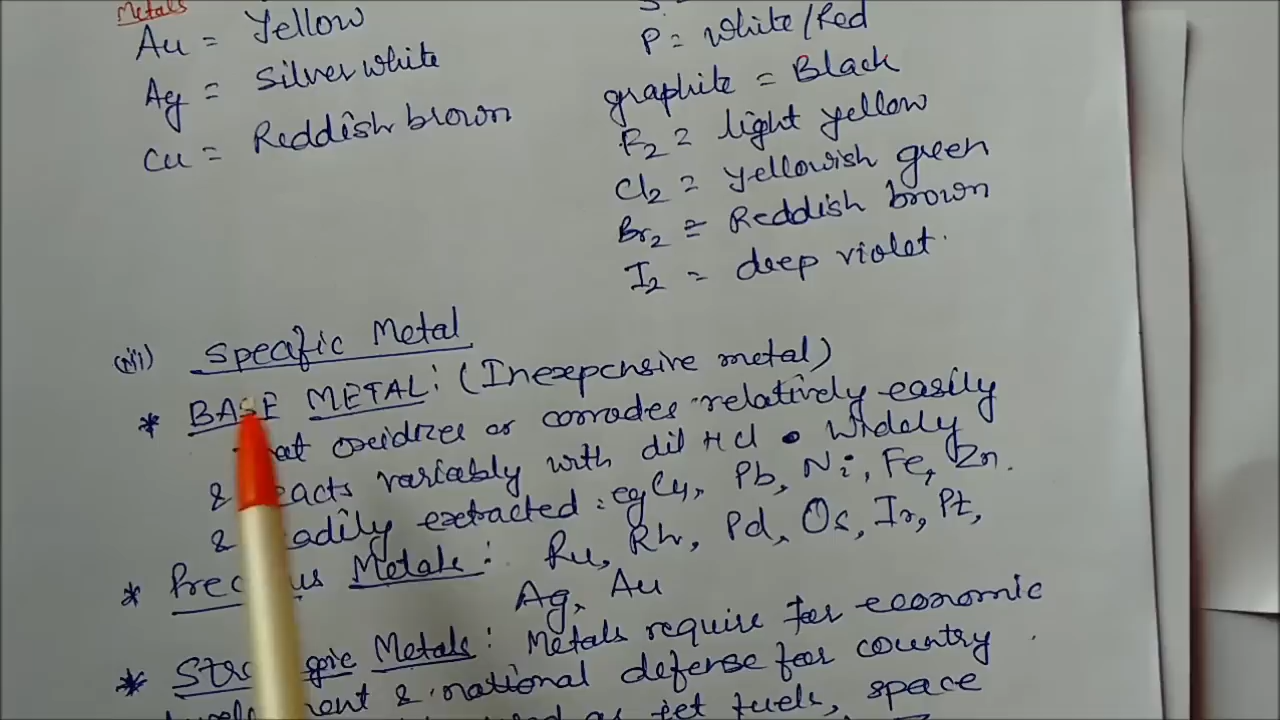 Metals
Au = Yellow
Ag = Silver white
Cu = Reddish brown
P = white/Red
graphite = Black
F2 = light yellow
Cl2 = Yellowish green
Br2 = Reddish brown
I2 = deep violet.
(iii) Specific Metal
* BASE METAL: (Inexpensive metal)
oxidizes or corrodes relatively easily
& variably with dil HCl • Widely
& extracted : eg Cu, Pb, Ni, Fe, Zn.
* Metals : Ru, Rh, Pd, Os, Ir, Pt,
Ag, Au
* Metals : Metals require for economic
& national defense for country
as jet fuels, space